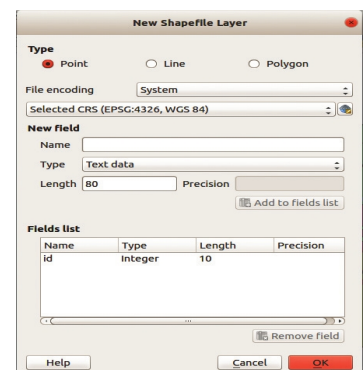 New Shapefile Layer
Type
Point Line Polygon
File encoding System
Selected CRS (EPSG:4326, WGS 84)
New field
Name
Type Text data
Length 80 Precision
Add to fields list
Fields list
Name Type Length Precision
id Integer 10
Remove field
Help Cancel OK